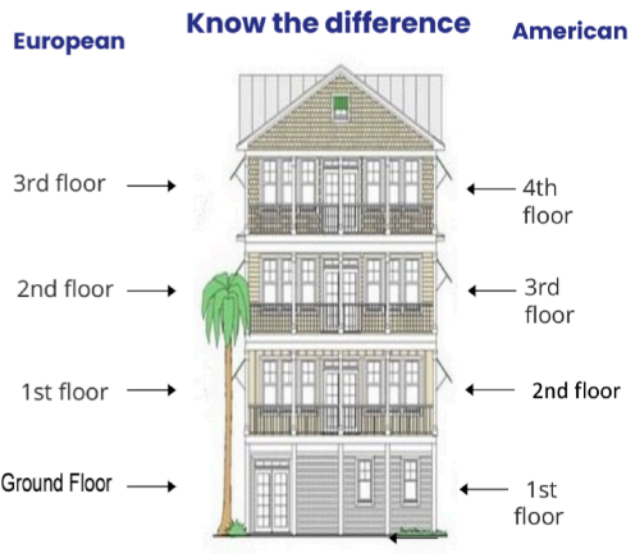 Know the difference
European
American
3rd floor
4th
floor
2nd floor
3rd
floor
1st floor
2nd floor
Ground Floor
1st
floor